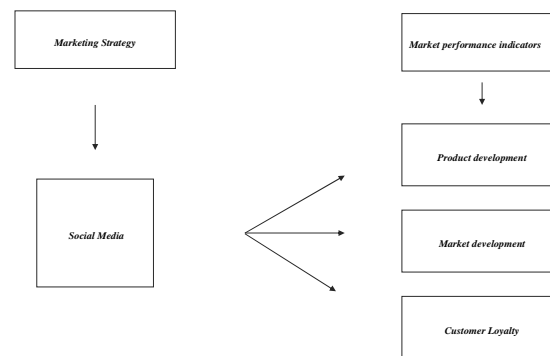 Marketing Strategy
Market performance indicators
Product development
Social Media
Market development
Customer Loyalty